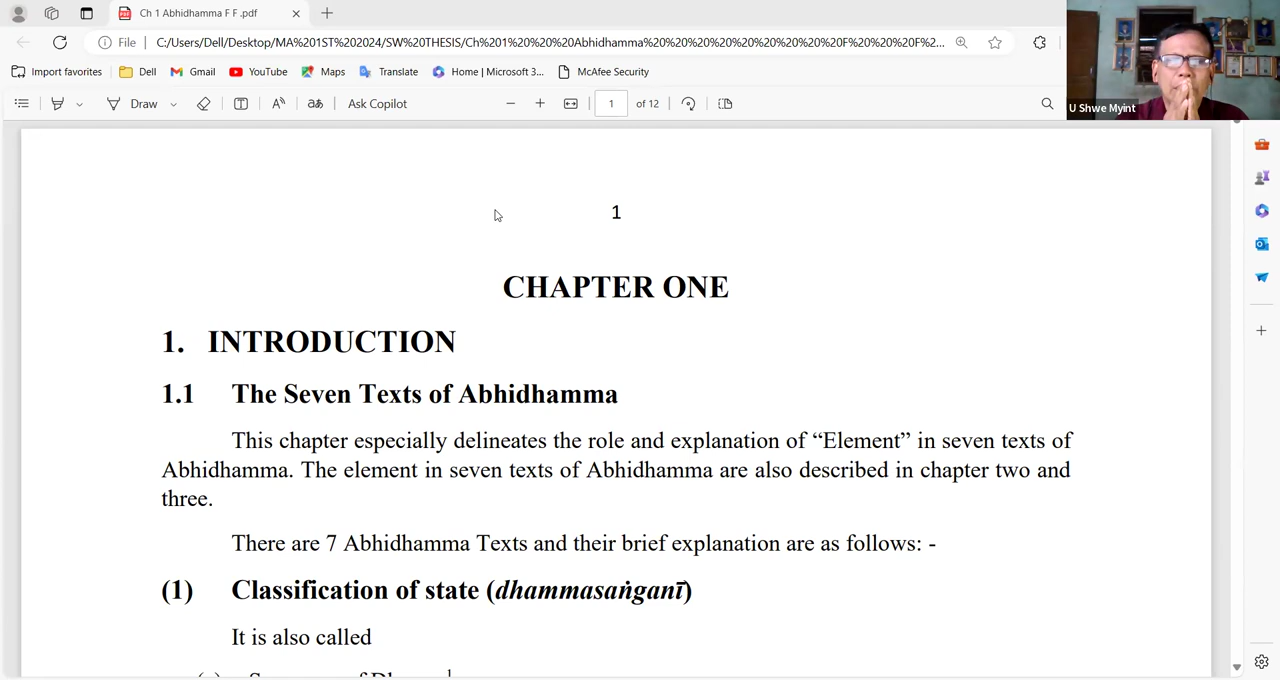 Ch 1 Abhidhamma F F .pdf
File
C:/Users/Dell/Desktop/MA%201ST%202024/SW%20THESIS/Ch%201%20%20%20Abhidhamma%20%20%20%20%20%20%20%20%20F%20%20%20F%2...
Import favorites Dell Gmail YouTube Maps Translate Home | Microsoft 3... McAfee Security
Draw Ask Copilot 1 of 12
U Shwe Myint
1
CHAPTER ONE
1. INTRODUCTION
1.1 The Seven Texts of Abhidhamma
This chapter especially delineates the role and explanation of “Element” in seven texts of
Abhidhamma. The element in seven texts of Abhidhamma are also described in chapter two and
three.
There are 7 Abhidhamma Texts and their brief explanation are as follows: -
(1) Classification of state (dhammasaṅganī)
It is also called